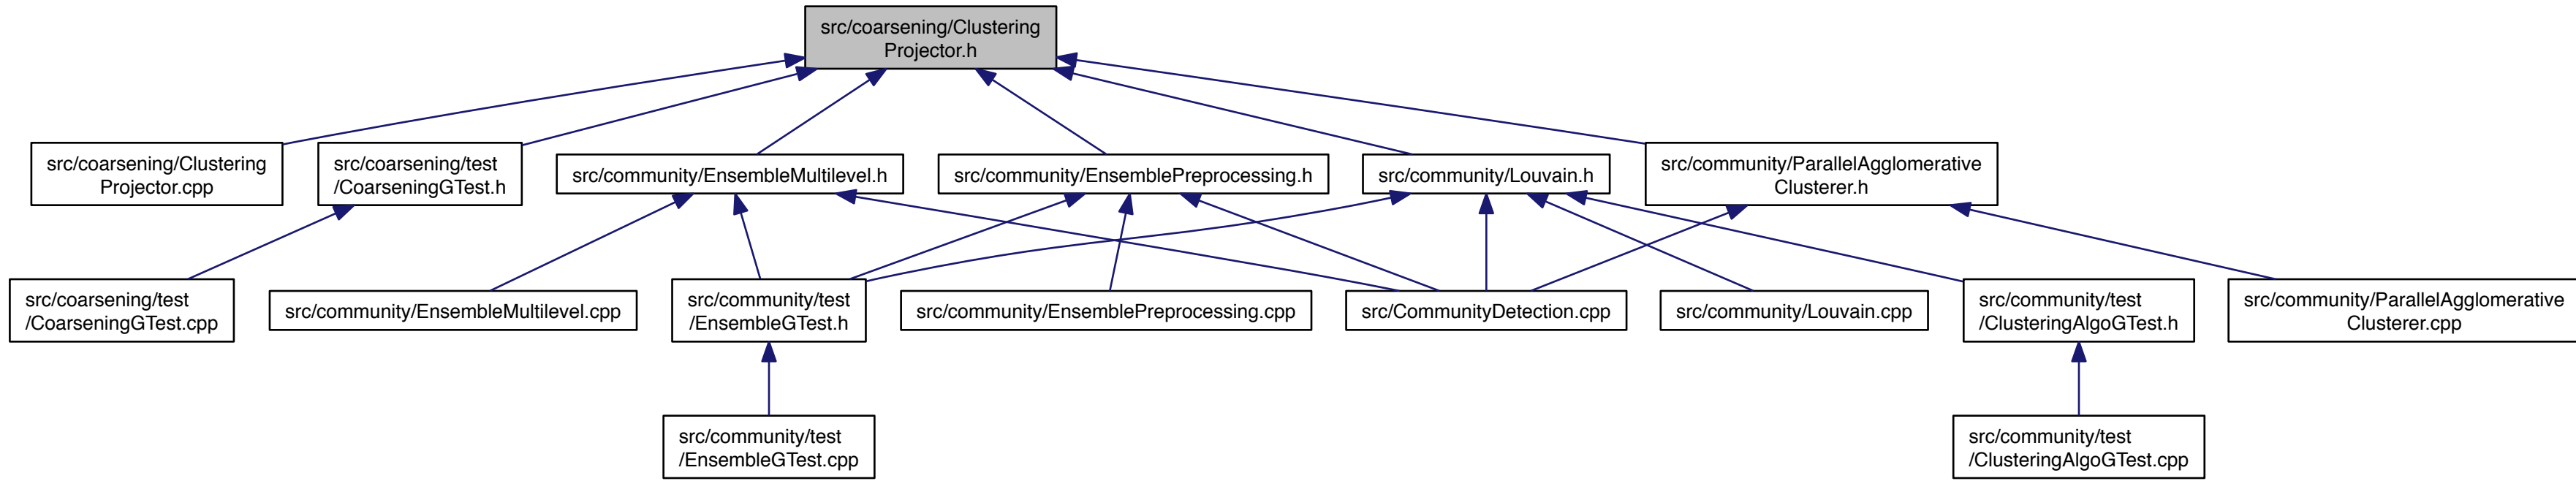 src/coarsening/Clustering
Projector.h
src/coarsening/Clustering
Projector.cpp
src/coarsening/test
/CoarseningGTest.h
src/community/EnsembleMultilevel.h
src/community/EnsemblePreprocessing.h
src/community/Louvain.h
src/community/ParallelAgglomerative
Clusterer.h
src/coarsening/test
/CoarseningGTest.cpp
src/community/EnsembleMultilevel.cpp
src/community/test
/EnsembleGTest.h
src/community/EnsemblePreprocessing.cpp
src/CommunityDetection.cpp
src/community/Louvain.cpp
src/community/test
/ClusteringAlgoGTest.h
src/community/ParallelAgglomerative
Clusterer.cpp
src/community/test
/EnsembleGTest.cpp
src/community/test
/ClusteringAlgoGTest.cpp